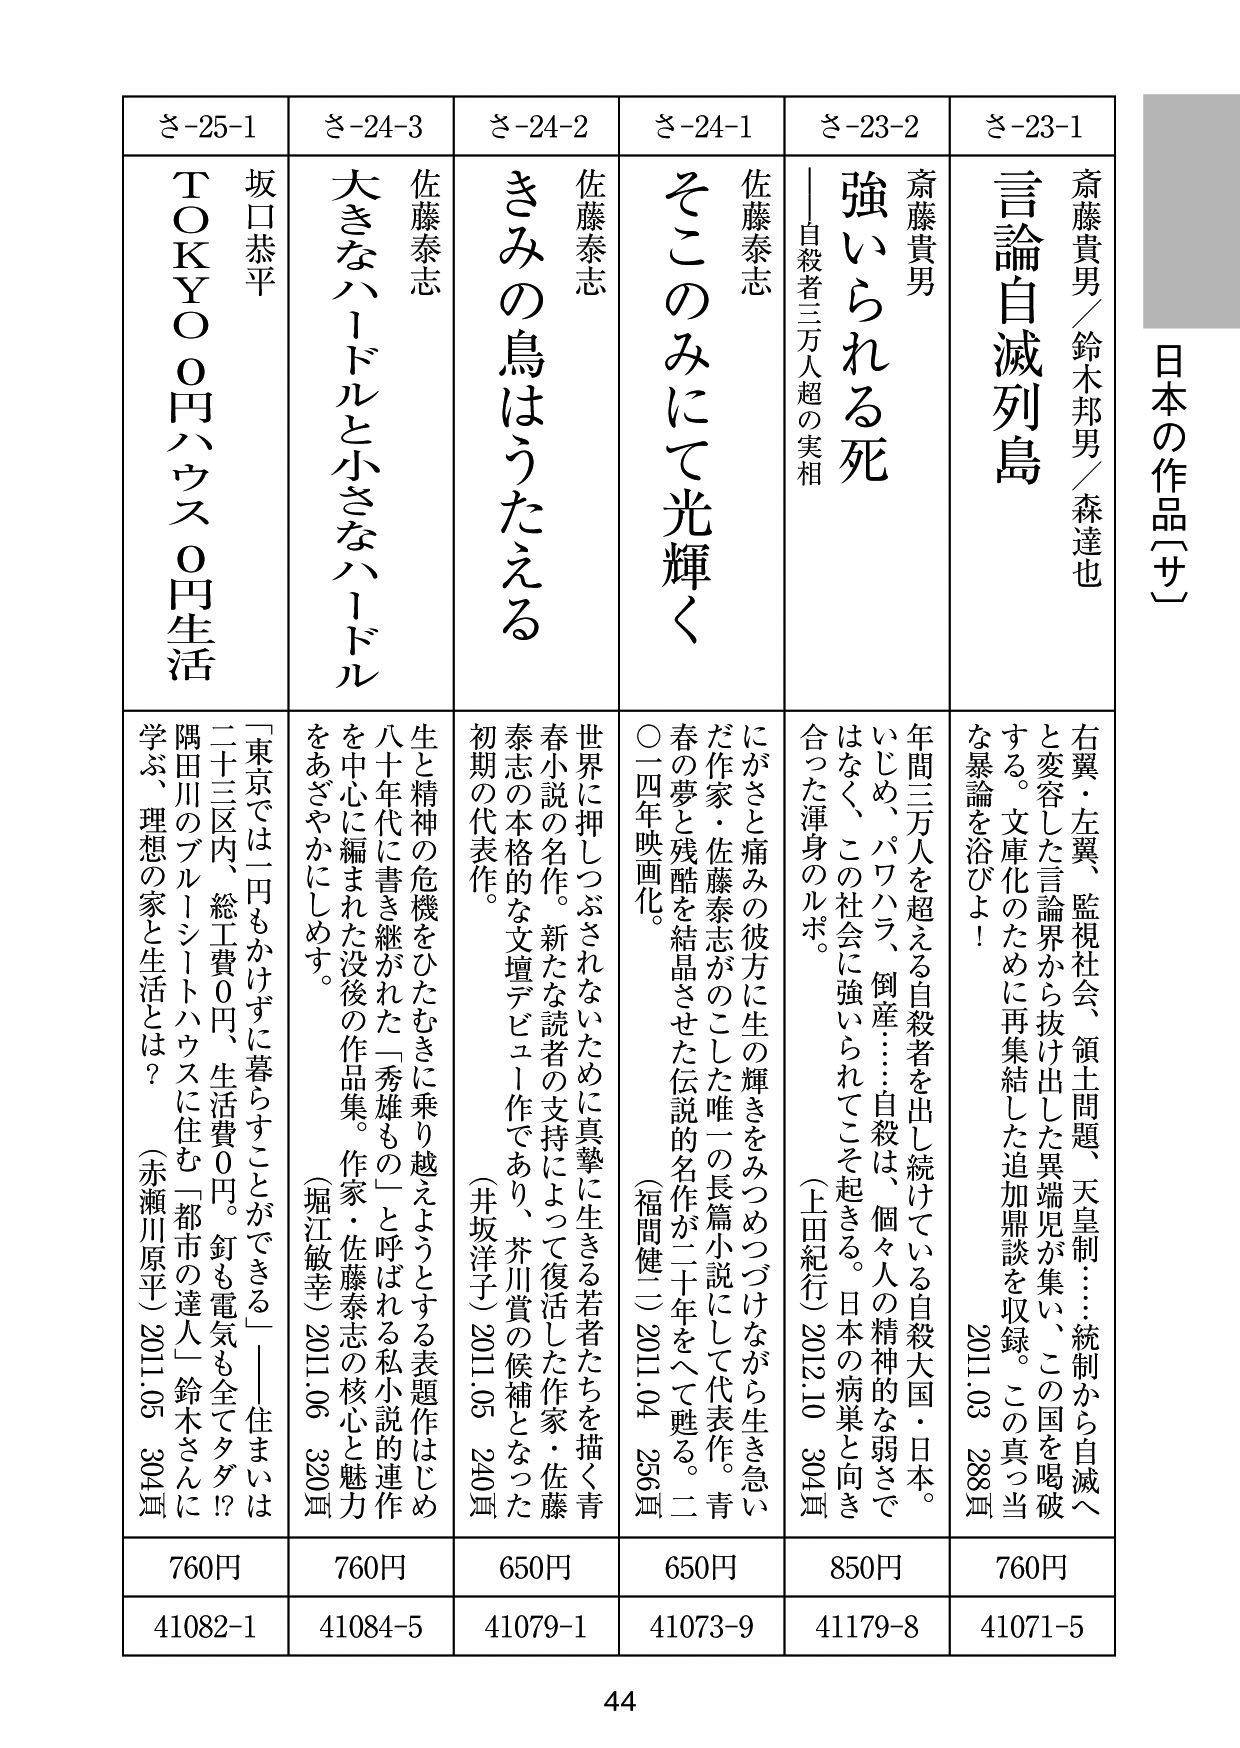 日本の作品〔サ〕
さ-23-1
斎藤貴男／鈴木邦男／森達也
言論自滅列島
右翼・左翼、監視社会、領土問題、天皇制……統制から自滅へ
と変容した言論界から抜け出した異端児が集い、この国を喝破
する。文庫化のために再集結した追加鼎談を収録。この真っ当
な暴論を浴びよ！ 2011.03 288頁
760円
41071-5
さ-23-2
斎藤貴男
強いられる死
――自殺者三万人超の実相
年間三万人を超える自殺者を出し続けている自殺大国・日本。
いじめ、パワハラ、倒産……自殺は、個々人の精神的な弱さで
はなく、この社会に強いられてこそ起きる。日本の病巣と向き
合った渾身のルポ。 （上田紀行）2012.10 304頁
850円
41179-8
さ-24-1
佐藤泰志
そこのみにて光輝く
にがさと痛みの彼方に生の輝きをみつめつづけながら生き急い
だ作家・佐藤泰志がのこした唯一の長篇小説にして代表作。青
春の夢と残酷を結晶させた伝説的名作が二十年をへて甦る。二
〇一四年映画化。 （福間健二）2011.04 256頁
650円
41073-9
さ-24-2
佐藤泰志
きみの鳥はうたえる
世界に押しつぶされないために真摯に生きる若者たちを描く青
春小説の名作。新たな読者の支持によって復活した作家・佐藤
泰志の本格的な文壇デビュー作であり、芥川賞の候補となった
初期の代表作。 （井坂洋子）2011.05 240頁
650円
41079-1
さ-24-3
佐藤泰志
大きなハードルと小さなハードル
生と精神の危機をひたむきに乗り越えようとする表題作はじめ
八十年代に書き継がれた「秀雄もの」と呼ばれる私小説的連作
を中心に編まれた没後の作品集。作家・佐藤泰志の核心と魅力
をあざやかにしめす。 （堀江敏幸）2011.06 320頁
760円
41084-5
さ-25-1
坂口恭平
TOKYO 0円ハウス 0円生活
「東京では一円もかけずに暮らすことができる」――住まいは
二十三区内、総工費0円、生活費0円。釘も電気も全てタダ!?
隅田川のブルーシートハウスに住む「都市の達人」鈴木さんに
学ぶ、理想の家と生活とは？ （赤瀬川原平）2011.05 304頁
760円
41082-1
44